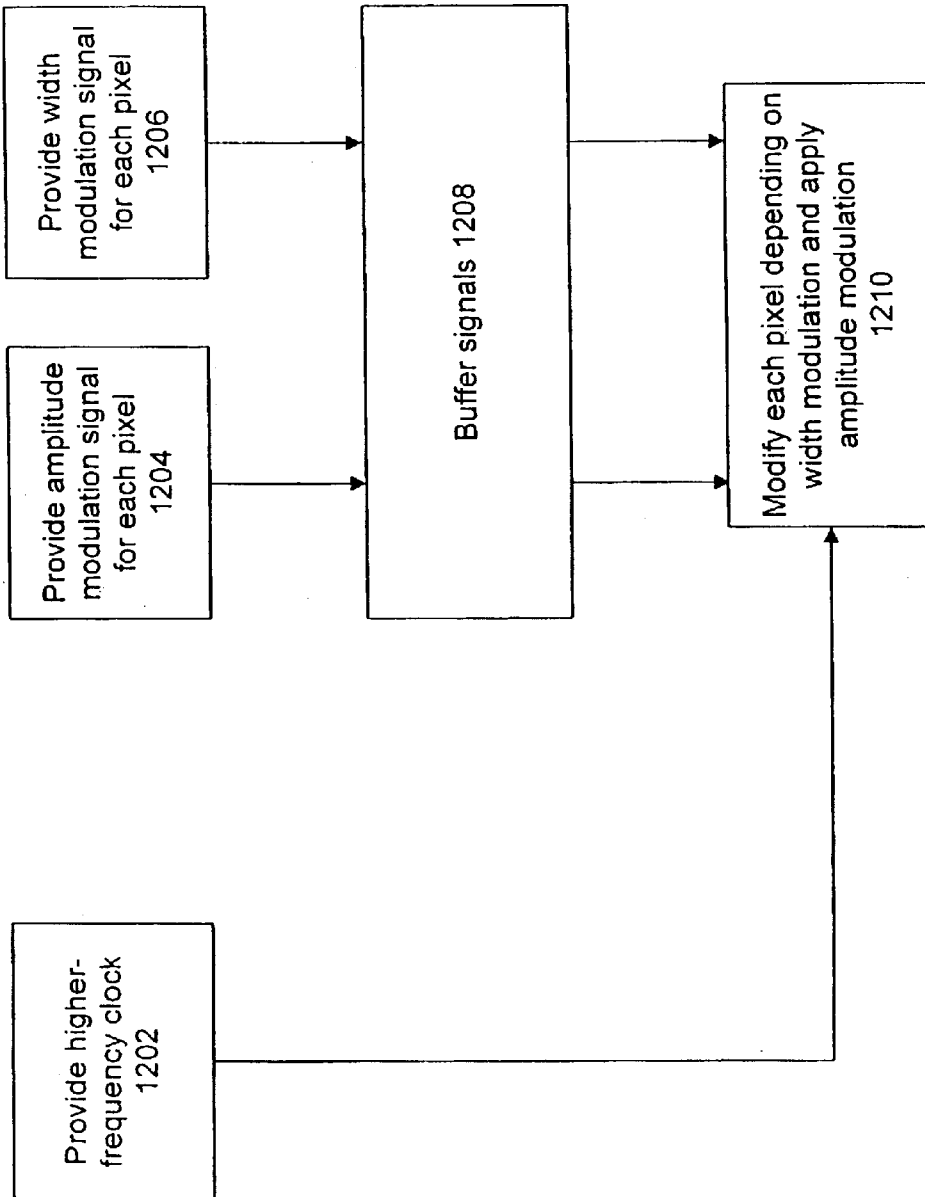 Provide higher-
frequency clock
1202
Provide amplitude
modulation signal
for each pixel
1204
Provide width
modulation signal
for each pixel
1206
Buffer signals 1208
Modify each pixel depending on
width modulation and apply
amplitude modulation
1210